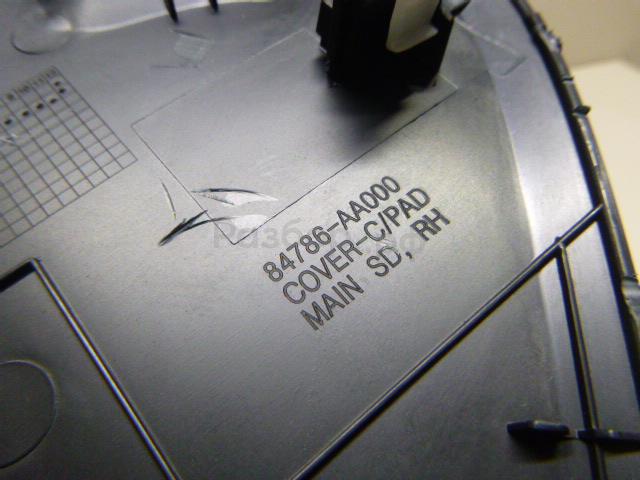 84786-AA000
COVER-C/PAD
MAIN SD, RH